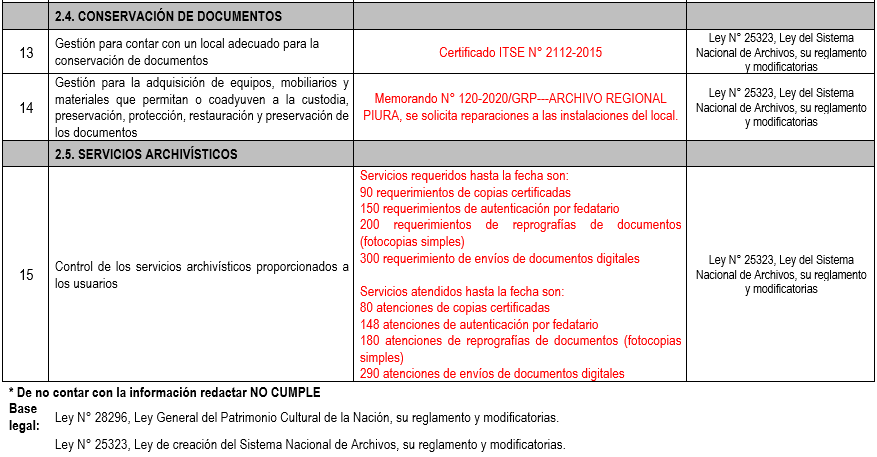 2.4. CONSERVACIÓN DE DOCUMENTOS
13
Gestión para contar con un local adecuado para la
conservación de documentos
Certificado ITSE N° 2112-2015
Ley N° 25323, Ley del Sistema
Nacional de Archivos, su reglamento
y modificatorias
14
Gestión para la adquisición de equipos, mobiliarios y
materiales que permitan o coadyuven a la custodia,
preservación, protección, restauración y preservación de
los documentos
Memorando N° 120-2020/GRP---ARCHIVO REGIONAL
PIURA, se solicita reparaciones a las instalaciones del local.
Ley N° 25323, Ley del Sistema
Nacional de Archivos, su reglamento
y modificatorias
2.5. SERVICIOS ARCHIVÍSTICOS
15
Control de los servicios archivísticos proporcionados a
los usuarios
Servicios requeridos hasta la fecha son:
90 requerimientos de copias certificadas
150 requerimientos de autenticación por fedatario
200 requerimientos de reprografías de documentos
(fotocopias simples)
300 requerimiento de envíos de documentos digitales
Servicios atendidos hasta la fecha son:
80 atenciones de copias certificadas
148 atenciones de autenticación por fedatario
180 atenciones de reprografías de documentos (fotocopias
simples)
290 atenciones de envíos de documentos digitales
Ley N° 25323, Ley del Sistema
Nacional de Archivos, su reglamento
y modificatorias
* De no contar con la información redactar NO CUMPLE
Base
legal:
Ley N° 28296, Ley General del Patrimonio Cultural de la Nación, su reglamento y modificatorias.
Ley N° 25323, Ley de creación del Sistema Nacional de Archivos, su reglamento y modificatorias.